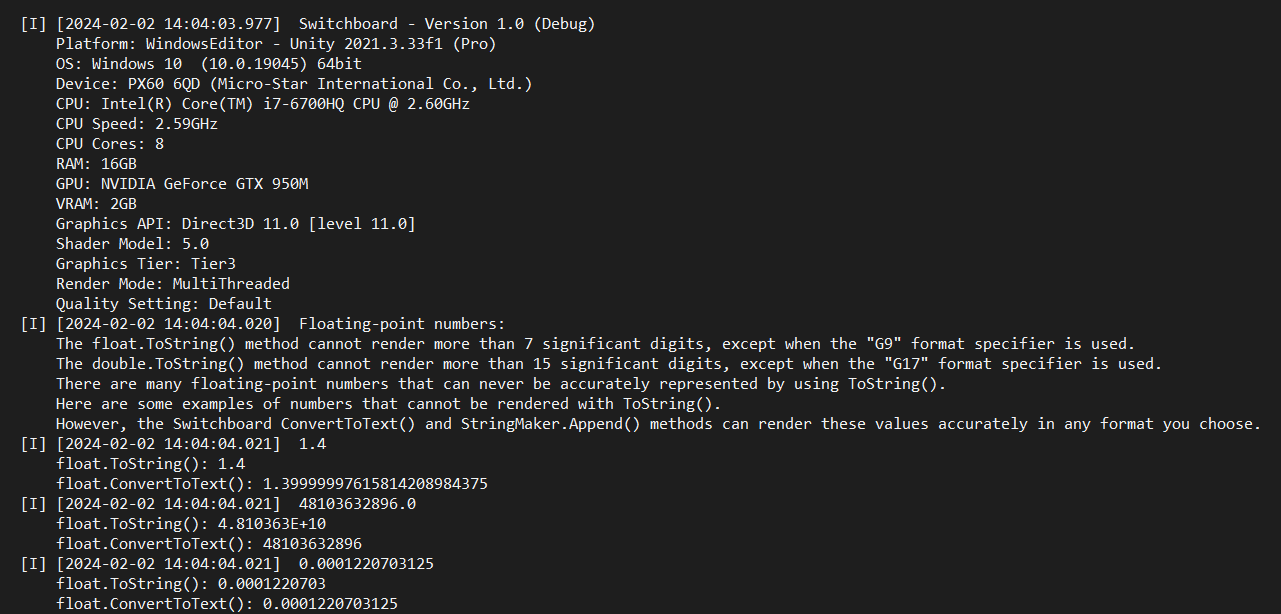 [I] [2024-02-02 14:04:03.977]  Switchboard - Version 1.0 (Debug)
Platform: WindowsEditor - Unity 2021.3.33f1 (Pro)
OS: Windows 10  (10.0.19045) 64bit
Device: PX60 6QD (Micro-Star International Co., Ltd.)
CPU: Intel(R) Core(TM) i7-6700HQ CPU @ 2.60GHz
CPU Speed: 2.59GHz
CPU Cores: 8
RAM: 16GB
GPU: NVIDIA GeForce GTX 950M
VRAM: 2GB
Graphics API: Direct3D 11.0 [level 11.0]
Shader Model: 5.0
Graphics Tier: Tier3
Render Mode: MultiThreaded
Quality Setting: Default
[I] [2024-02-02 14:04:04.020]  Floating-point numbers:
The float.ToString() method cannot render more than 7 significant digits, except when the "G9" format specifier is used.
The double.ToString() method cannot render more than 15 significant digits, except when the "G17" format specifier is used.
There are many floating-point numbers that can never be accurately represented by using ToString().
Here are some examples of numbers that cannot be rendered with ToString().
However, the Switchboard ConvertToText() and StringMaker.Append() methods can render these values accurately in any format you choose.
[I] [2024-02-02 14:04:04.021]  1.4
float.ToString(): 1.4
float.ConvertToText(): 1.39999997615814208984375
[I] [2024-02-02 14:04:04.021]  48103632896.0
float.ToString(): 4.810363E+10
float.ConvertToText(): 48103632896
[I] [2024-02-02 14:04:04.021]  0.0001220703125
float.ToString(): 0.0001220703
float.ConvertToText(): 0.0001220703125